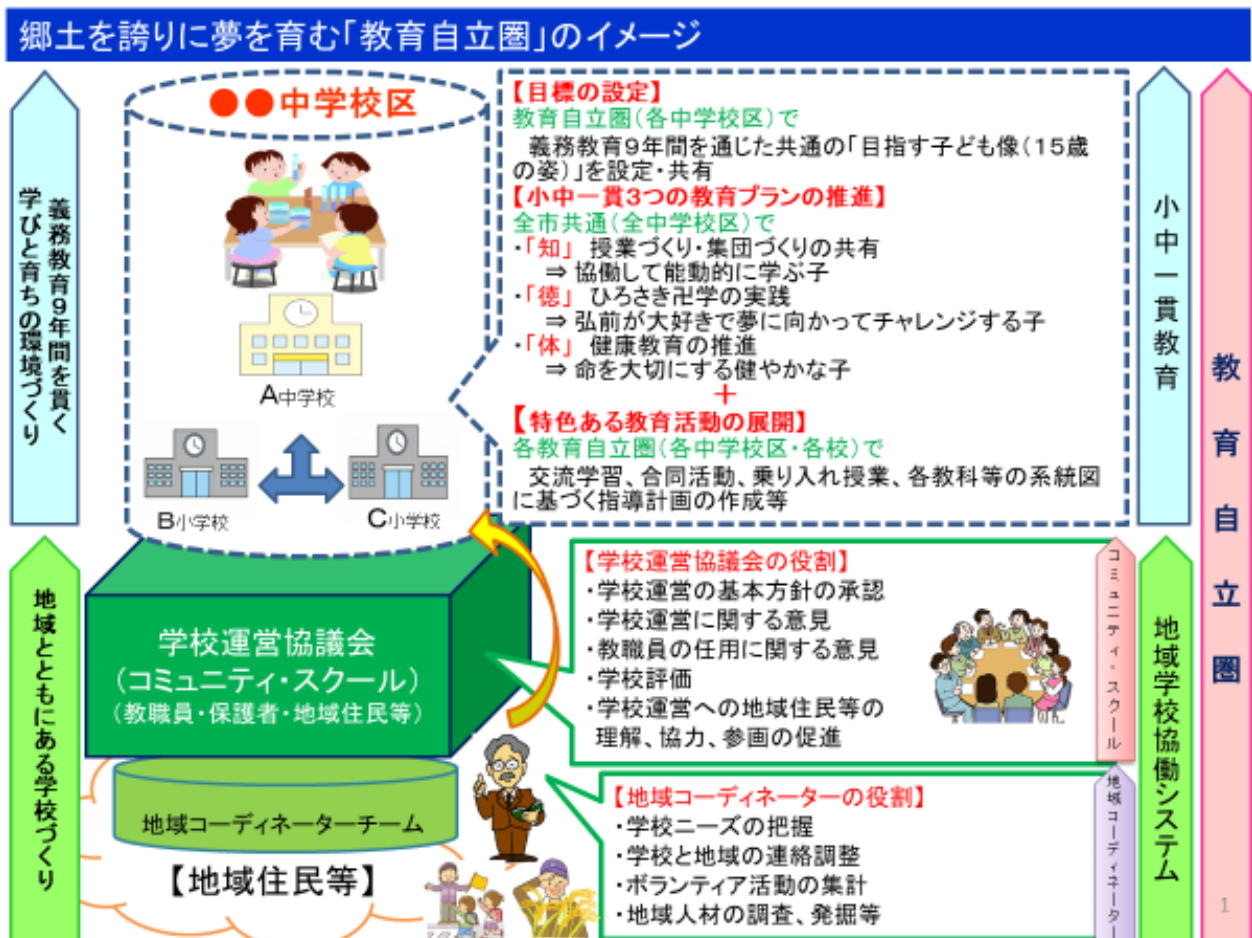 郷土を誇りに夢を育む「教育自立圏」のイメージ
義務教育9年間を貫く
学びと育ちの環境づくり
●●中学校区
A中学校
B小学校
C小学校
【目標の設定】
教育自立圏(各中学校区)で
義務教育9年間を通じた共通の「目指す子ども像(15歳
の姿)」を設定・共有
【小中一貫3つの教育プランの推進】
全市共通(全中学校区)で
・「知」 授業づくり・集団づくりの共有
⇒ 協働して能動的に学ぶ子
・「徳」 ひろさき卍学の実践
⇒ 弘前が大好きで夢に向かってチャレンジする子
・「体」 健康教育の推進
⇒ 命を大切にする健やかな子
+
【特色ある教育活動の展開】
各教育自立圏(各中学校区・各校)で
交流学習、合同活動、乗り入れ授業、各教科等の系統図
に基づく指導計画の作成等
小中一貫教育
教育自立圏
地域とともにある学校づくり
学校運営協議会
(コミュニティ・スクール)
(教職員・保護者・地域住民等)
地域コーディネーターチーム
【地域住民等】
【学校運営協議会の役割】
・学校運営の基本方針の承認
・学校運営に関する意見
・教職員の任用に関する意見
・学校評価
・学校運営への地域住民等の
理解、協力、参画の促進
コミュニティ・スクール
【地域コーディネーターの役割】
・学校ニーズの把握
・学校と地域の連絡調整
・ボランティア活動の集計
・地域人材の調査、発掘等
地域コーディネーター
地域学校協働システム
1